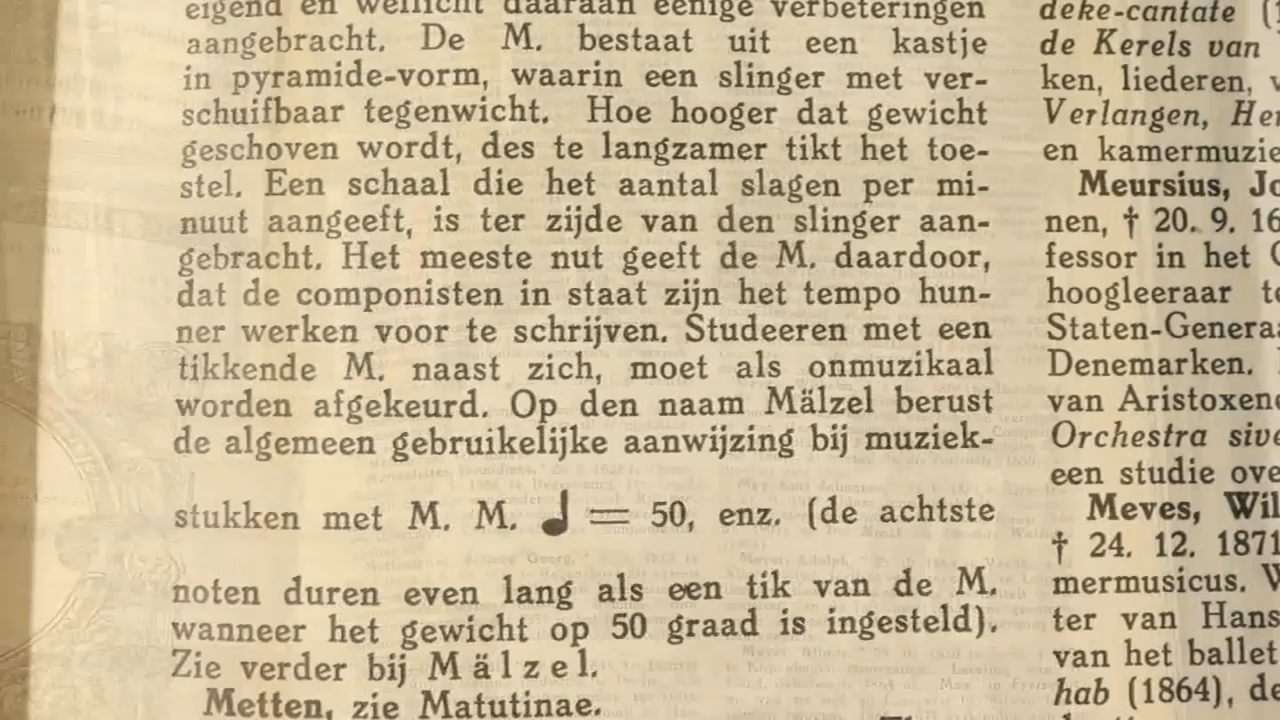 eigend en wellicht daaraan eenige verbeteringen
aangebracht. De M. bestaat uit een kastje
in pyramide-vorm, waarin een slinger met ver-
schuifbaar tegenwicht. Hoe hooger dat gewicht
geschoven wordt, des te langzamer tikt het toe-
stel. Een schaal die het aantal slagen per mi-
nuut aangeeft, is ter zijde van den slinger aan-
gebracht. Het meeste nut geeft de M. daardoor,
dat de componisten in staat zijn het tempo hun-
ner werken voor te schrijven. Studeeren met een
tikkende M. naast zich, moet als onmuzikaal
worden afgekeurd. Op den naam Mälzel berust
de algemeen gebruikelijke aanwijzing bij muziek-
stukken met M. M. ♩ = 50, enz. (de achtste
noten duren even lang als een tik van de M.
wanneer het gewicht op 50 graad is ingesteld).
Zie verder bij Mälzel.
Metten, zie Matutinae.
deke-cantate
de Kerels van
ken, liederen,
Verlangen,
en
Meursius,
nen, † 20. 9.
fessor in het
hoogleeraar
Denemarken.
van
Orchestra
een studie
Meves,
† 24. 12. 1871
mermusicus.
ter van Hans
van het ballet
hab (1864),